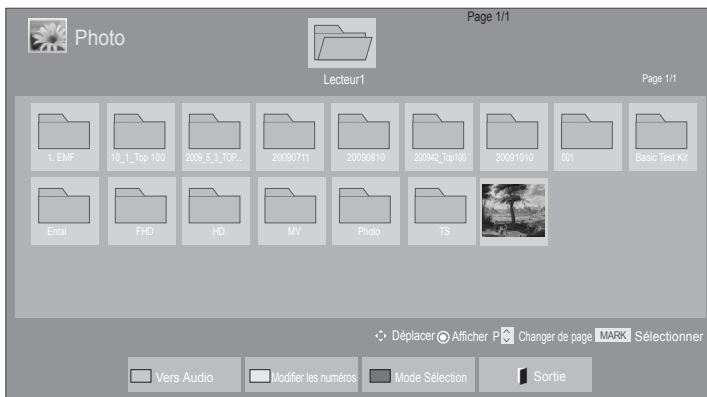 Page 1/1
Photo
Lecteur1
Page 1/1
1. EMF 10_1_Top 100 2009_5_3_TOP... 20090711 20090810 200942_Top100 20091010 001 Basic Test Kit
Ental FHD HD MV Photo TS
Déplacer Afficher P Changer de page MARK Sélectionner
Vers Audio Modifier les numéros Mode Sélection Sortie